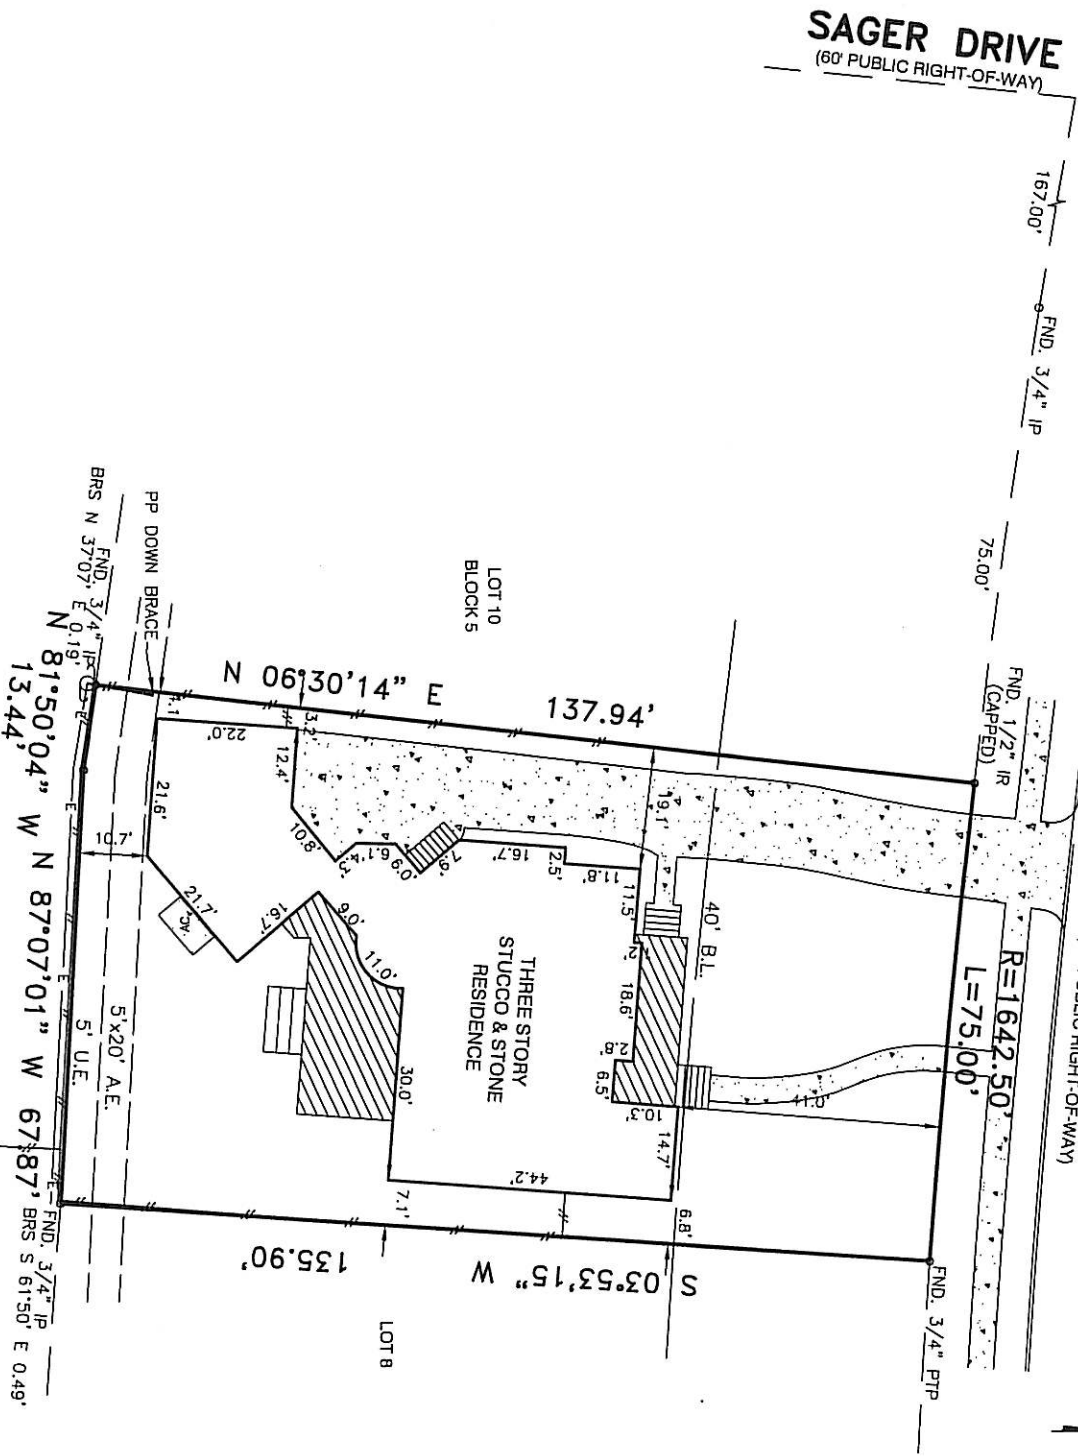 SAGER DRIVE
(60' PUBLIC RIGHT-OF-WAY)
167.00'
FND. 3/4" IP
75.00'
FND. 1/2" IR
(CAPPED)
RIGHT-OF-WAY)
R=1642.50'
L=75.00'
LOT 10
BLOCK 5
N 06°30'14" E
137.94'
PP DOWN BRACE
FND. 3/4" IP
BRS N 37°07' E 0.19'
N 81°50'04" W
13.44'
N 87°07'01" W 67.87'
FND. 3/4" IP
BRS S 61°50' E 0.49'
3.2'
22.0'
12.4'
21.6'
10.7'
10.8'
6.1'
9.0'
7.9'
16.7'
2.5'
11.8'
19.1'
11.5'
40' B.L.
18.6'
2.8'
6.5'
10.3'
14.7'
41.0'
21.7'
"AC"
16.7'
11.0'
30.0'
44.2'
7.1'
6.8'
THREE STORY
STUCCO & STONE
RESIDENCE
5'x20' A.E.
5' U.E.
E
E
E
E
S 03°53'15" W
135.90'
LOT 8
FND. 3/4" PTP